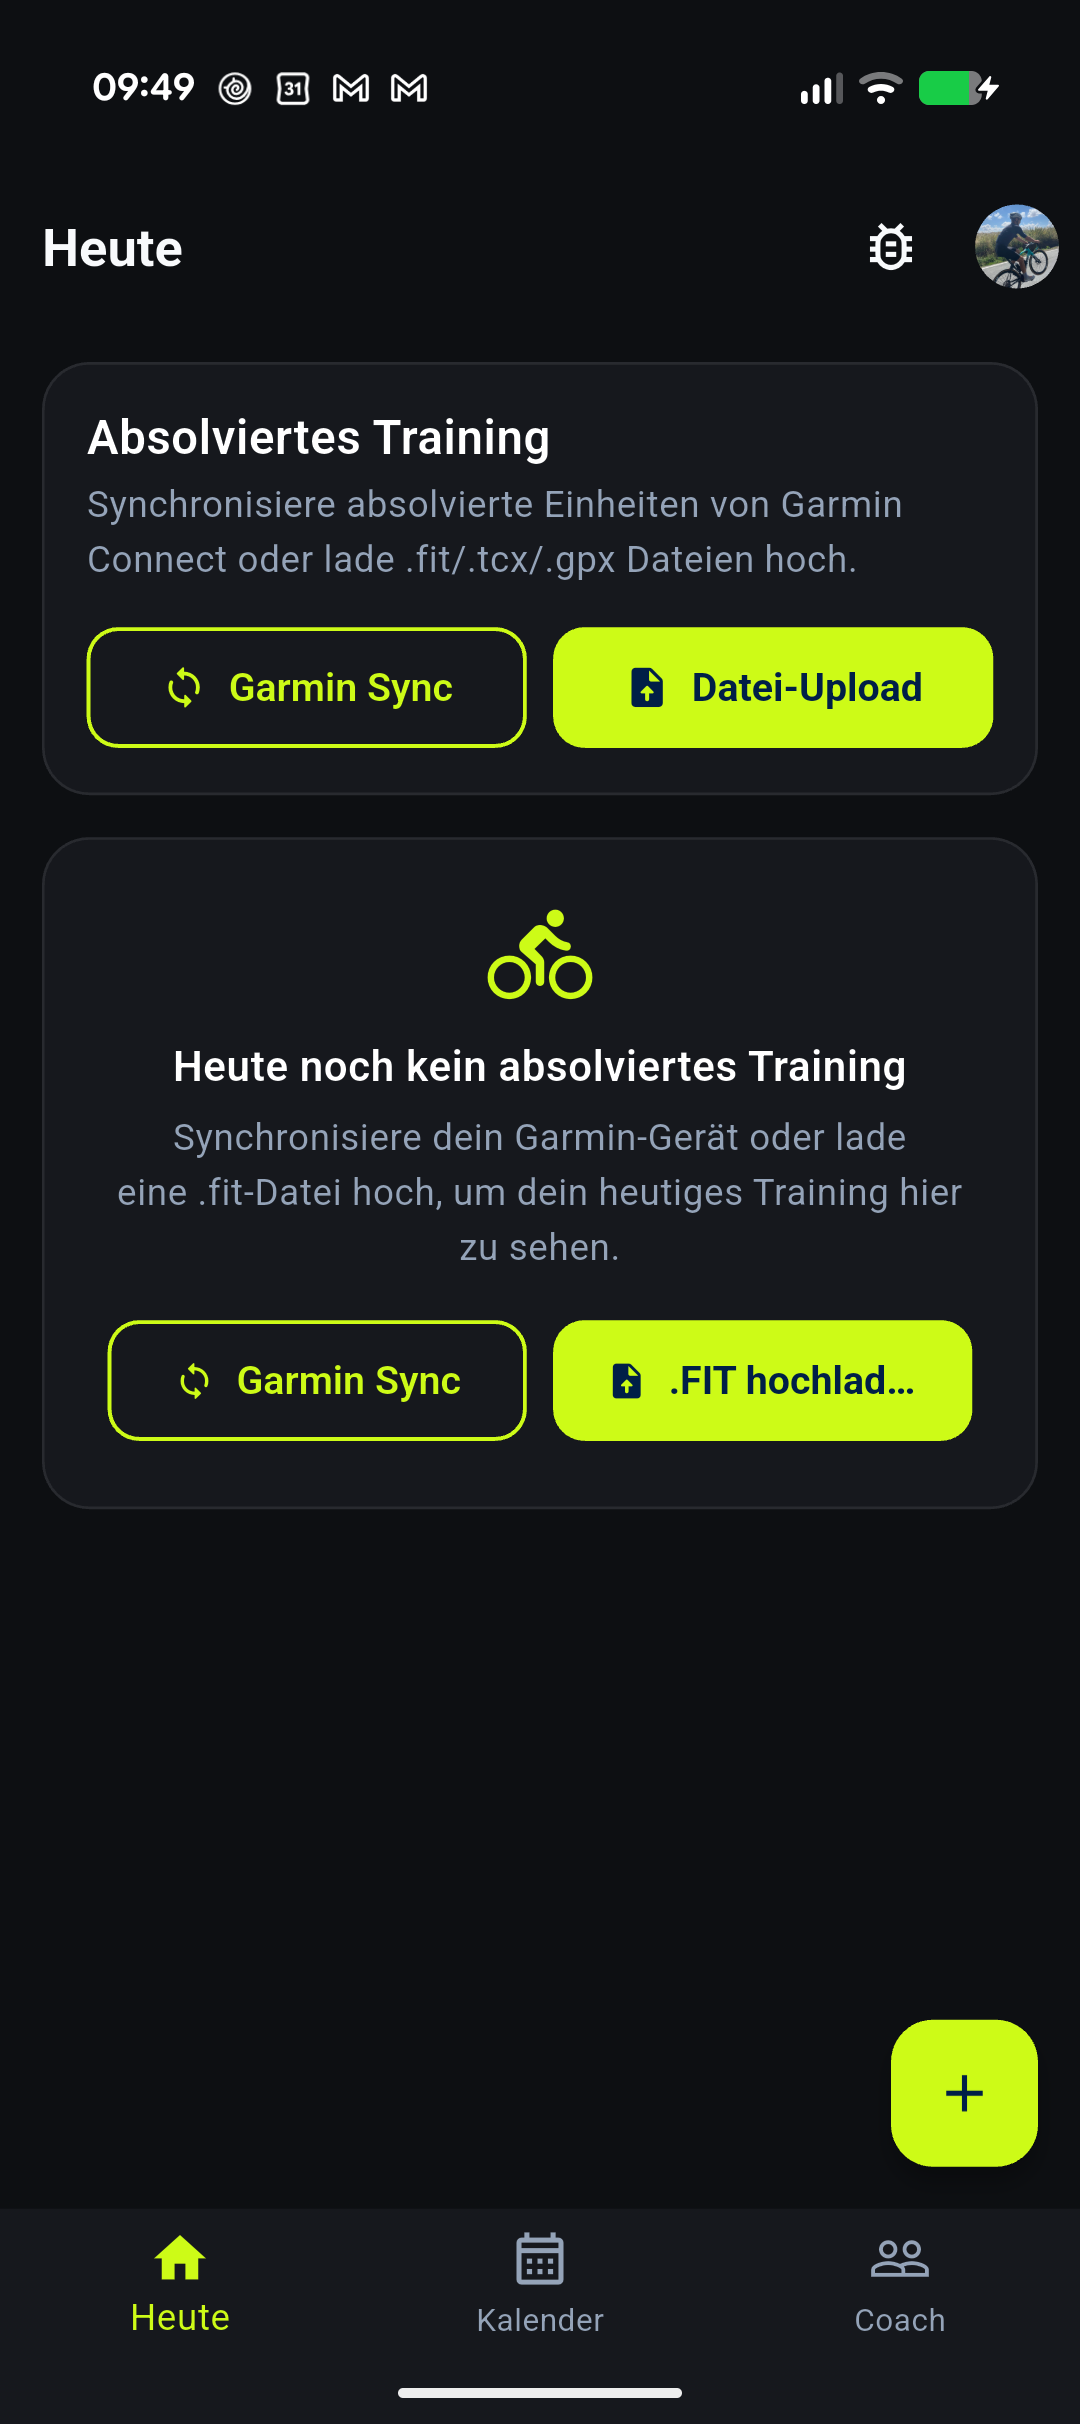 09:49
31
Heute
Absolviertes Training
Synchronisiere absolvierte Einheiten von Garmin
Connect oder lade .fit/.tcx/.gpx Dateien hoch.
Garmin Sync
Datei-Upload
Heute noch kein absolviertes Training
Synchronisiere dein Garmin-Gerät oder lade
eine .fit-Datei hoch, um dein heutiges Training hier
zu sehen.
Garmin Sync
.FIT hochlad…
Heute
Kalender
Coach